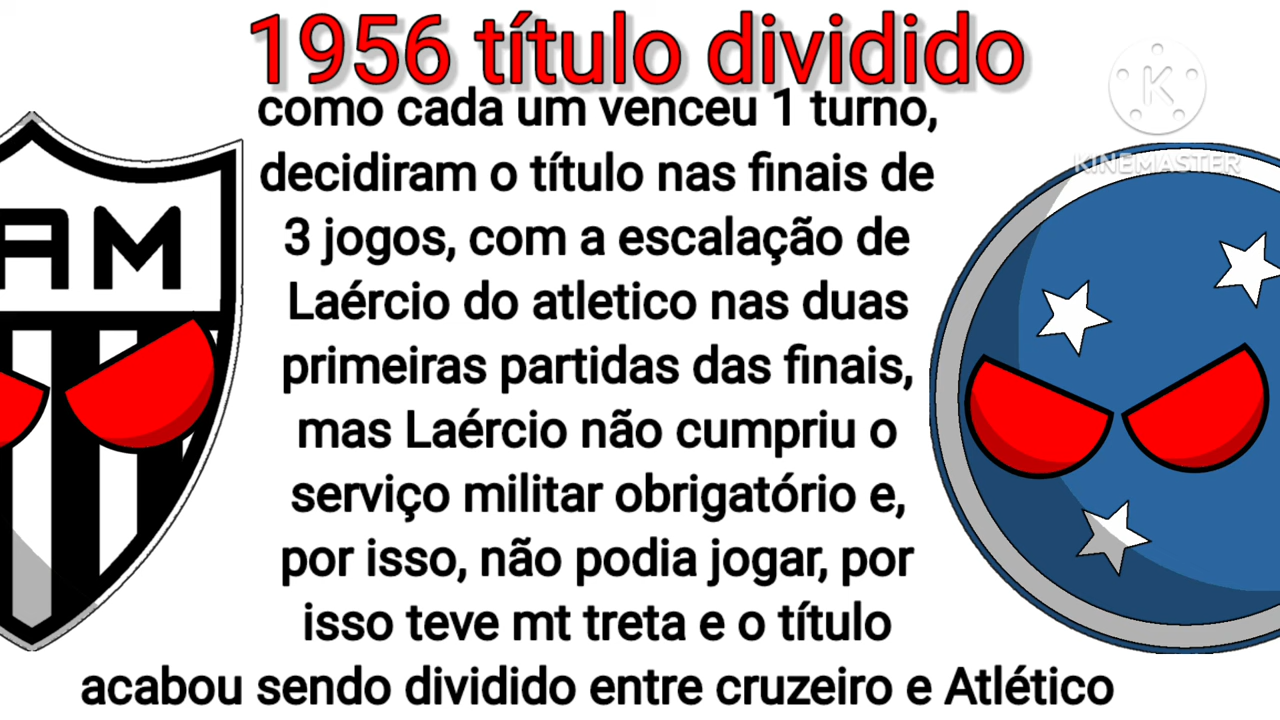 1956 título dividido
como cada um venceu 1 turno,
decidiram o título nas finais de
3 jogos, com a escalação de
Laércio do atletico nas duas
primeiras partidas das finais,
mas Laércio não cumpriu o
serviço militar obrigatório e,
por isso, não podia jogar, por
isso teve mt treta e o título
acabou sendo dividido entre cruzeiro e Atlético
AM
K
KINEMASTER